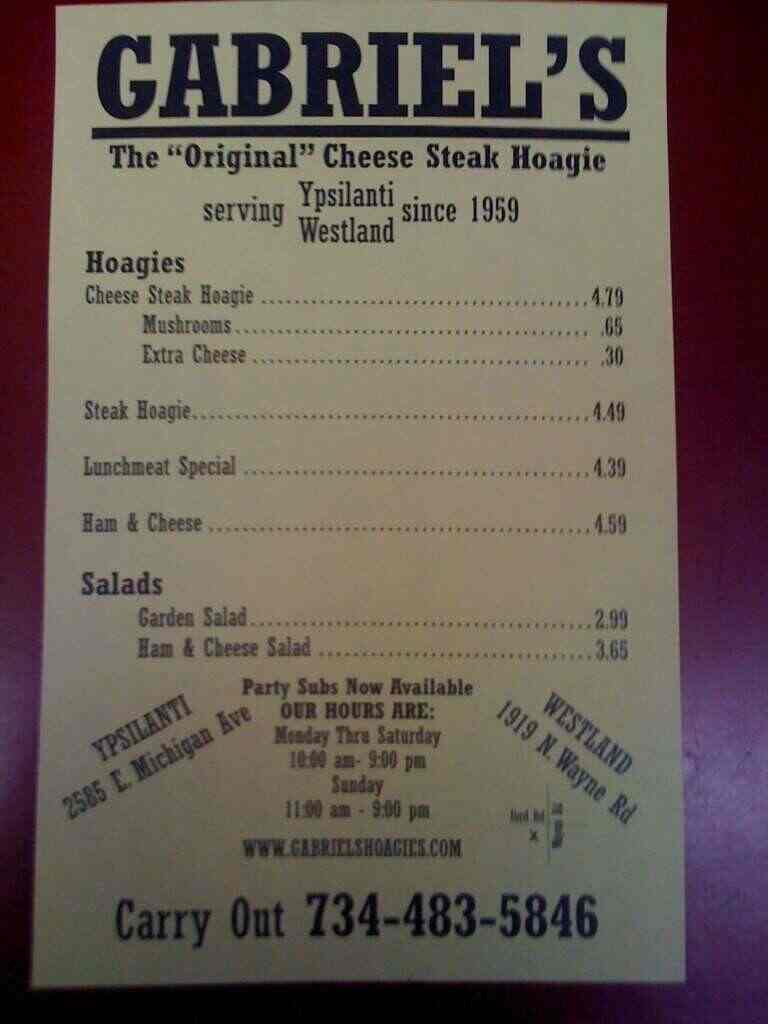 GABRIEL'S
The "Original" Cheese Steak Hoagie
serving Ypsilanti Westland since 1959
Hoagies
Cheese Steak Hoagie ....................................... 4.79
Mushrooms .......................................... .65
Extra Cheese ........................................ .30
Steak Hoagie ............................................... 4.49
Lunchmeat Special ......................................... 4.39
Ham & Cheese ............................................. 4.59
Salads
Garden Salad ......................................... 2.99
Ham & Cheese Salad ................................. 3.65
Party Subs Now Available
OUR HOURS ARE:
Monday Thru Saturday
10:00 am - 9:00 pm
Sunday
11:00 am - 9:00 pm
YPSILANTI
2585 E. Michigan Ave
WESTLAND
1919 N. Wayne Rd
Ford Rd
X
WWW.GABRIELSHOAGIES.COM
Carry Out 734-483-5846